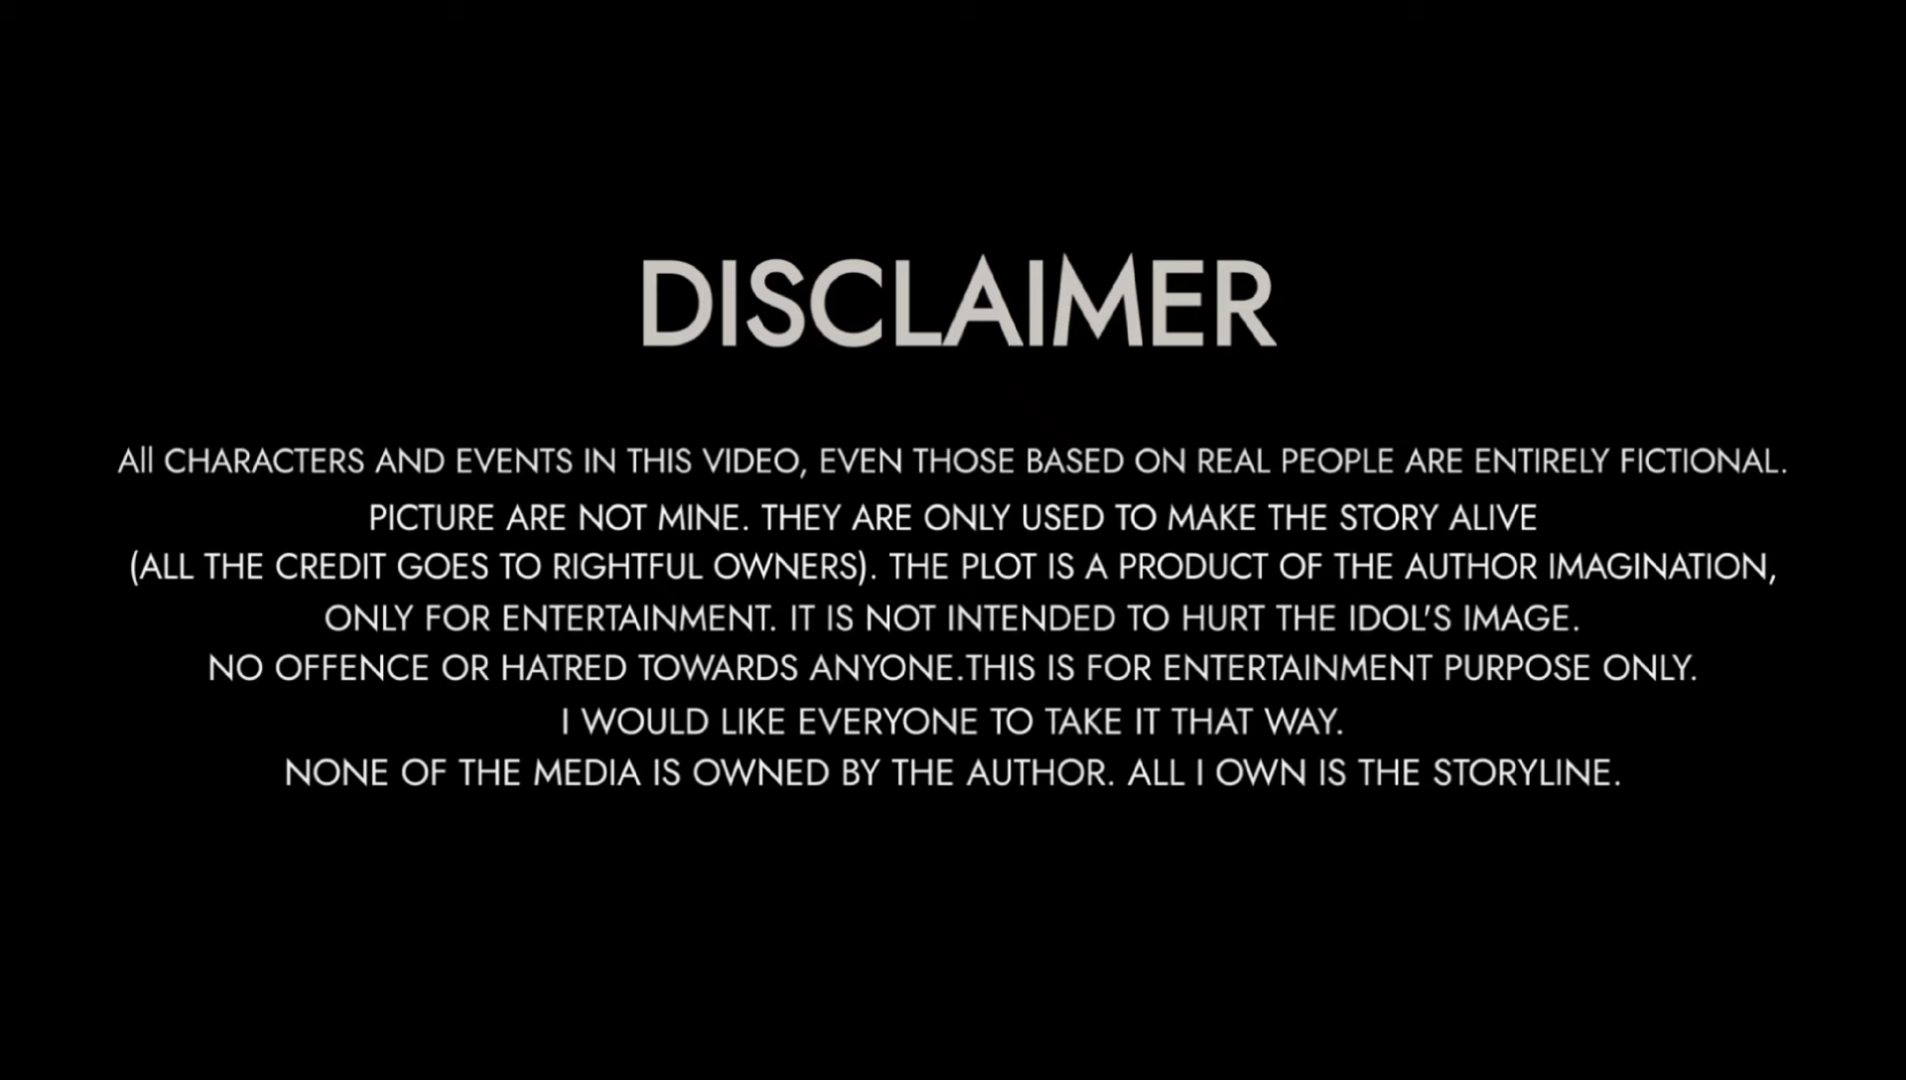 DISCLAIMER
All CHARACTERS AND EVENTS IN THIS VIDEO, EVEN THOSE BASED ON REAL PEOPLE ARE ENTIRELY FICTIONAL.
PICTURE ARE NOT MINE. THEY ARE ONLY USED TO MAKE THE STORY ALIVE
(ALL THE CREDIT GOES TO RIGHTFUL OWNERS). THE PLOT IS A PRODUCT OF THE AUTHOR IMAGINATION,
ONLY FOR ENTERTAINMENT. IT IS NOT INTENDED TO HURT THE IDOL'S IMAGE.
NO OFFENCE OR HATRED TOWARDS ANYONE.THIS IS FOR ENTERTAINMENT PURPOSE ONLY.
I WOULD LIKE EVERYONE TO TAKE IT THAT WAY.
NONE OF THE MEDIA IS OWNED BY THE AUTHOR. ALL I OWN IS THE STORYLINE.